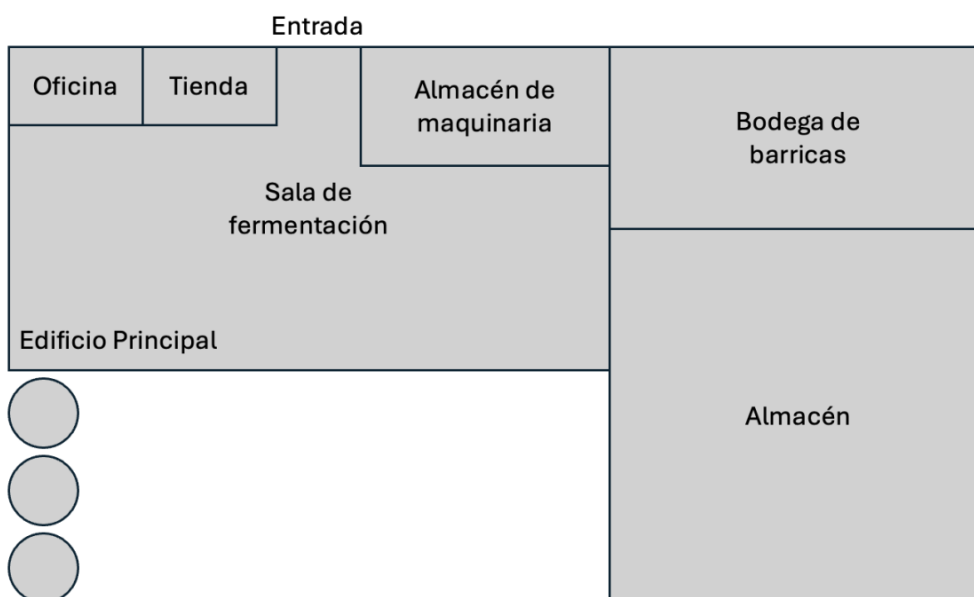 Entrada
Oficina
Tienda
Almacén de
maquinaria
Bodega de
barricas
Sala de
fermentación
Edificio Principal
Almacén